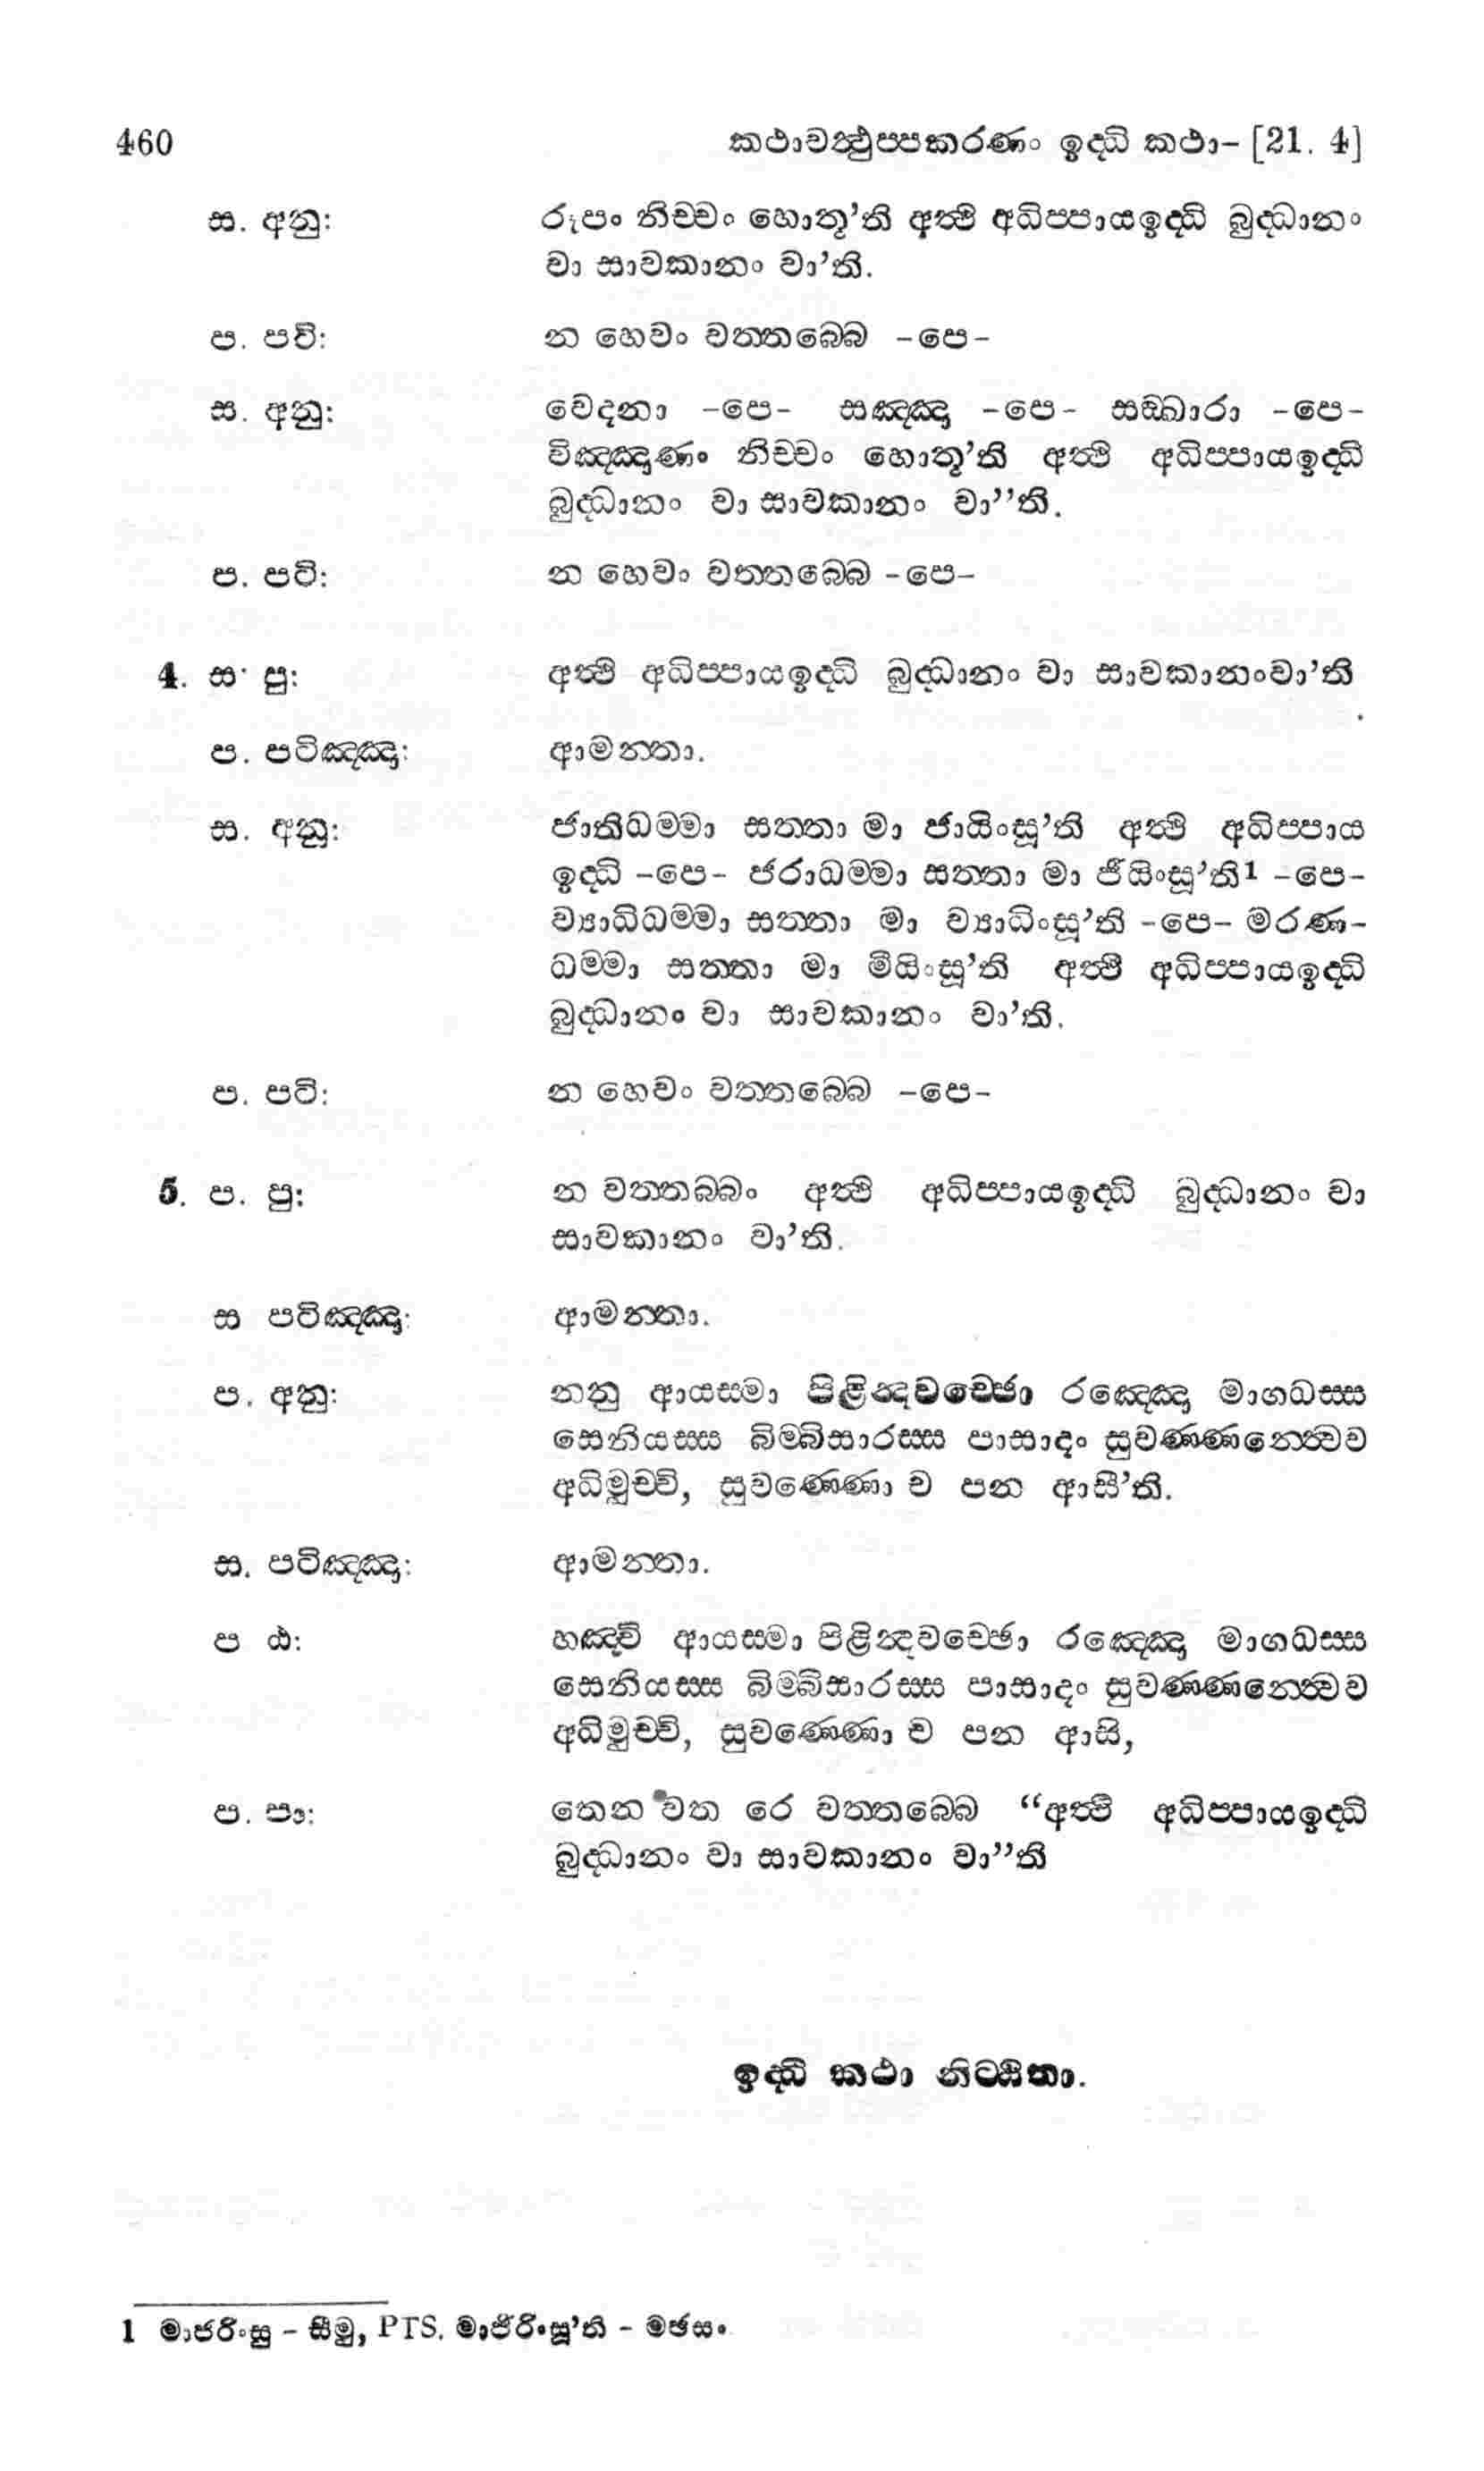 460 කථාවත්‍ථුප්පකරණං ඉද්ධි කථා- [21. 4]
ස. අනු: රූපං නිච්චං හොතූ'ති අත්‍ථි අධිප්පායඉද්ධි බුද්ධානං
වා සාවකානං වා'ති.
ප. පටි: න හෙවං වත්තබ්බෙ -පෙ-
ස. අනු: වෙදනා -පෙ- සඤ්ඤා -පෙ- සඞ්ඛාරා -පෙ-
විඤ්ඤාණං නිච්චං හොතූ'ති අත්‍ථි අධිප්පායඉද්ධි
බුද්ධානං වා සාවකානං වා''ති.
ප. පටි: න හෙවං වත්තබ්බෙ -පෙ-
4. ස. පු: අත්‍ථි අධිප්පායඉද්ධි බුද්ධානං වා සාවකානංවා'ති.
ප. පටිඤ්ඤා: ආමන්තා.
ස. අනු: ජාතිධම්මා සත්තා මා ජායිංසූ'ති අත්‍ථි අධිප්පාය
ඉද්ධි -පෙ- ජරාධම්මා සත්තා මා ජීයිංසූ'ති1 -පෙ-
ව්‍යාධිධම්මා සත්තා මා ව්‍යාධිංසූ'ති -පෙ- මරණ-
ධම්මා සත්තා මා මීයිංසූ'ති අත්‍ථි අධිප්පායඉද්ධි
බුද්ධානං වා සාවකානං වා'ති.
ප. පටි: න හෙවං වත්තබ්බෙ -පෙ-
5. ප. පු: න වත්තබ්බං අත්‍ථි අධිප්පායඉද්ධි බුද්ධානං වා
සාවකානං වා'ති.
ස පටිඤ්ඤා: ආමන්තා.
ප. අනු: නනු ආයස්මා පිළින්‍දවච්ඡො රඤ්ඤො මාගධස්ස
සෙනියස්ස බිම්බිසාරස්ස පාසාදං සුවණ්ණන්ත්‍වෙව
අධිමුච්චි, සුවණ්ණො ච පන ආසී'ති.
ස. පටිඤ්ඤා: ආමන්තා.
ප ඨ: හඤ්චි ආයස්මා පිළින්‍දවච්ඡො රඤ්ඤො මාගධස්ස
සෙනියස්ස බිම්බිසාරස්ස පාසාදං සුවණ්ණන්ත්‍වෙව
අධිමුච්චි, සුවණ්ණො ච පන ආසි,
ප. පා: තෙන වත රෙ වත්තබ්බෙ “අත්‍ථි අධිප්පායඉද්ධි
බුද්ධානං වා සාවකානං වා”ති
ඉද්ධි කථා නිට්ඨිතා.
1 මාජරිංසු - සීමු, PTS. මාජීරිංසූ'ති - මඡසං.